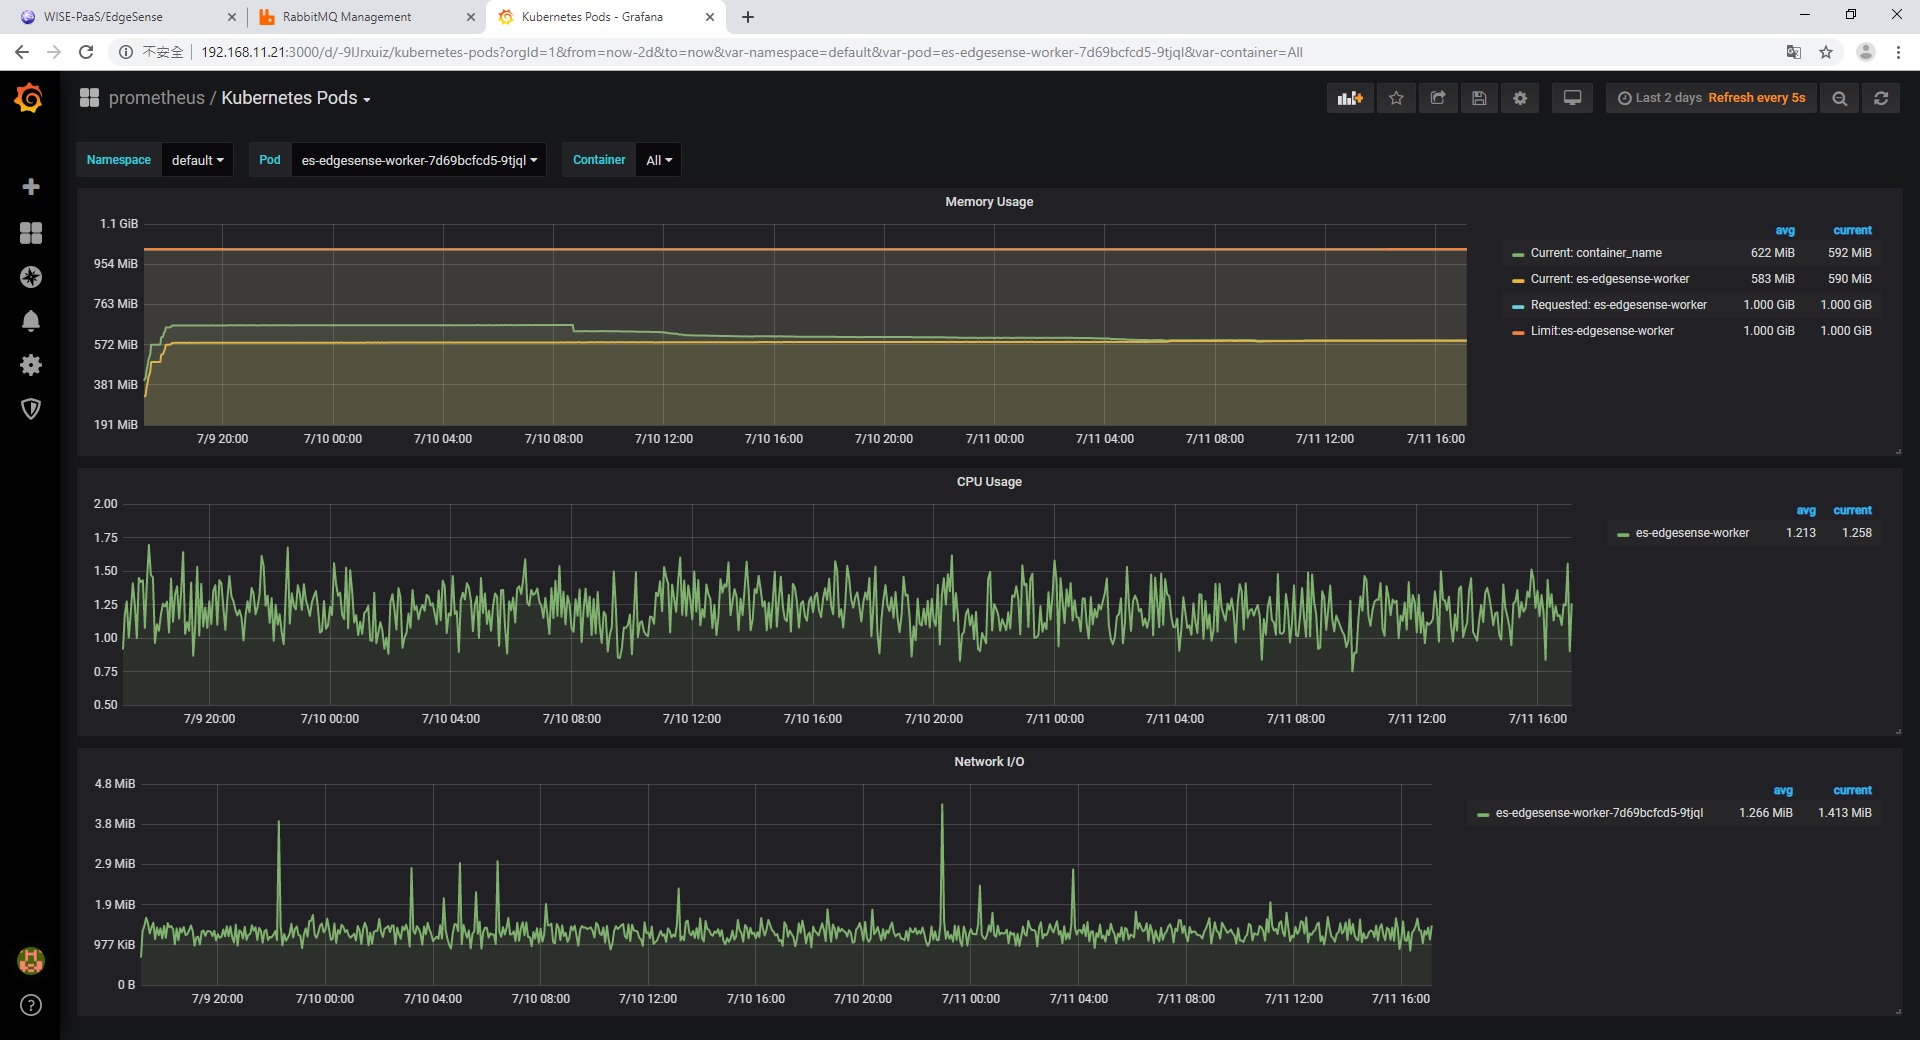 WISE-PaaS/EdgeSense
RabbitMQ Management
Kubernetes Pods - Grafana
不安全 192.168.11.21:3000/d/-9IJrxuiz/kubernetes-pods?orgId=1&from=now-2d&to=now&var-namespace=default&var-pod=es-edgesense-worker-7d69bcfcd5-9tjql&var-container=All
prometheus / Kubernetes Pods
Last 2 days Refresh every 5s
Namespace default
Pod es-edgesense-worker-7d69bcfcd5-9tjql
Container All
Memory Usage
1.1 GiB
954 MiB
763 MiB
572 MiB
381 MiB
191 MiB
7/9 20:00 7/10 00:00 7/10 04:00 7/10 08:00 7/10 12:00 7/10 16:00 7/10 20:00 7/11 00:00 7/11 04:00 7/11 08:00 7/11 12:00 7/11 16:00
avg current
Current: container_name 622 MiB 592 MiB
Current: es-edgesense-worker 583 MiB 590 MiB
Requested: es-edgesense-worker 1.000 GiB 1.000 GiB
Limit:es-edgesense-worker 1.000 GiB 1.000 GiB
CPU Usage
2.00
1.75
1.50
1.25
1.00
0.75
0.50
7/9 20:00 7/10 00:00 7/10 04:00 7/10 08:00 7/10 12:00 7/10 16:00 7/10 20:00 7/11 00:00 7/11 04:00 7/11 08:00 7/11 12:00 7/11 16:00
avg current
es-edgesense-worker 1.213 1.258
Network I/O
4.8 MiB
3.8 MiB
2.9 MiB
1.9 MiB
977 KiB
0 B
7/9 20:00 7/10 00:00 7/10 04:00 7/10 08:00 7/10 12:00 7/10 16:00 7/10 20:00 7/11 00:00 7/11 04:00 7/11 08:00 7/11 12:00 7/11 16:00
avg current
es-edgesense-worker-7d69bcfcd5-9tjql 1.266 MiB 1.413 MiB